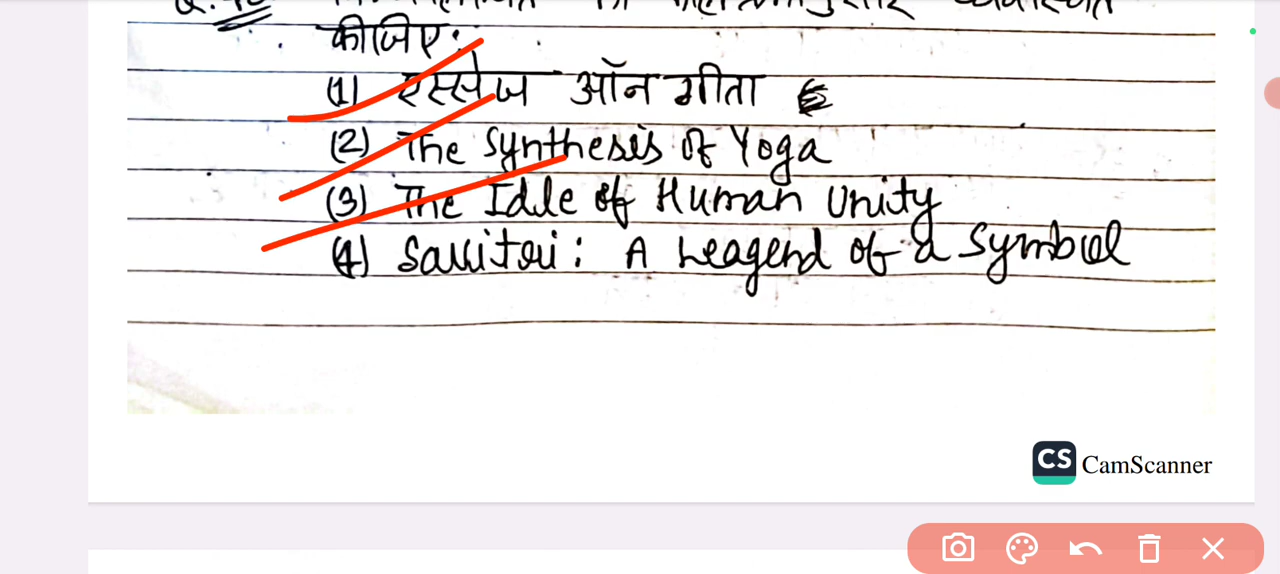 कीजिए:
(1) एस्सेज ऑन गीता
(2) The Synthesis of Yoga
(3) The Idle of Human Unity
(4) Savitri: A Leagend of a Symbol
CS CamScanner